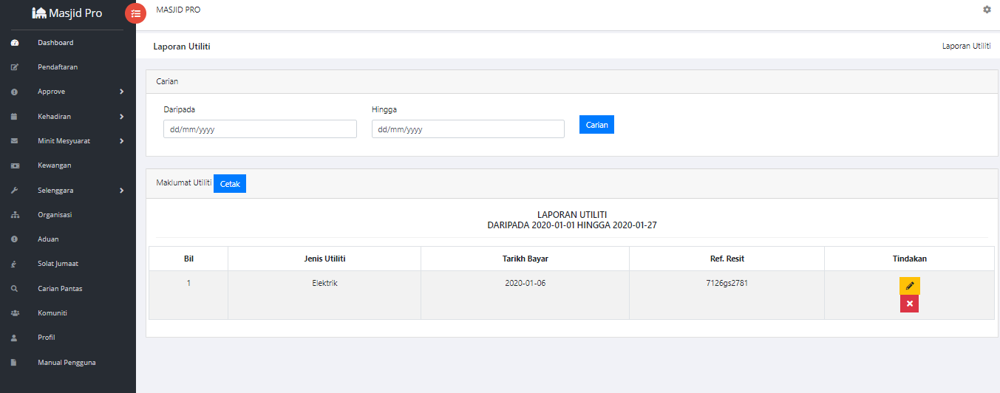 Masjid Pro
MASJID PRO
Dashboard
Pendaftaran
Approve
Kehadiran
Minit Mesyuarat
Kewangan
Selenggara
Organisasi
Aduan
Solat Jumaat
Carian Pantas
Komuniti
Profil
Manual Pengguna
Laporan Utiliti
Laporan Utiliti
Carian
Daripada
Hingga
dd/mm/yyyy
dd/mm/yyyy
Carian
Maklumat Utiliti Cetak
LAPORAN UTILITI
DARIPADA 2020-01-01 HINGGA 2020-01-27
Bil Jenis Utiliti Tarikh Bayar Ref. Resit Tindakan
1 Elektrik 2020-01-06 7126gs2781